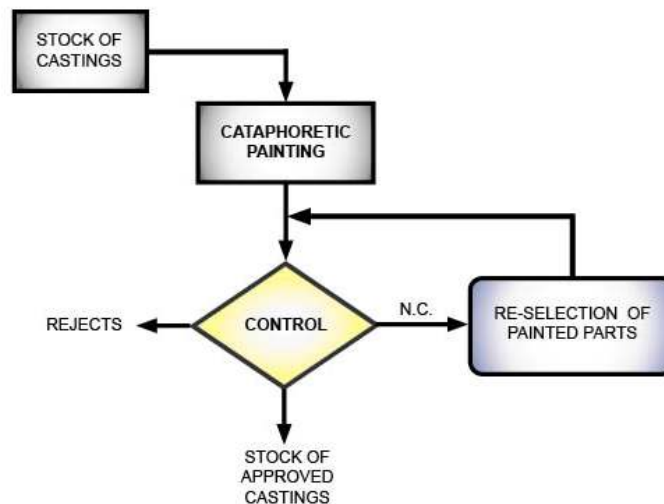 STOCK OF
CASTINGS
CATAPHORETIC
PAINTING
REJECTS
CONTROL
N.C.
RE-SELECTION OF
PAINTED PARTS
STOCK OF
APPROVED
CASTINGS